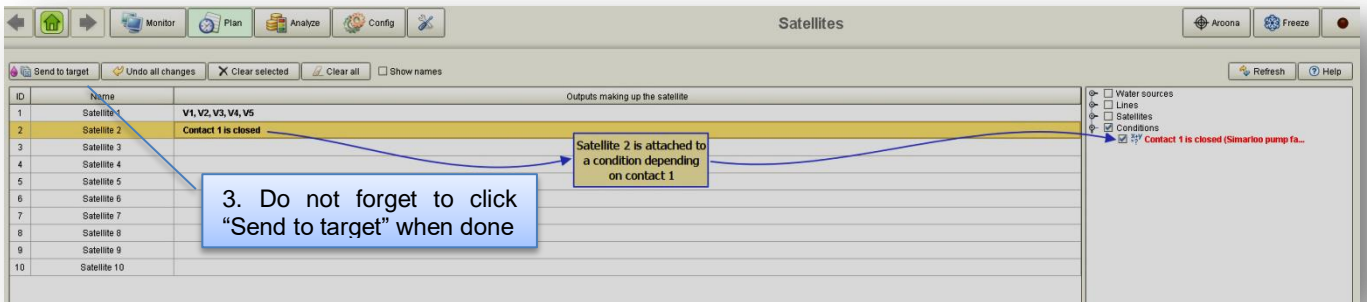 Monitor
Plan
Analyze
Config
Satellites
Aroona
Freeze
Send to target
Undo all changes
Clear selected
Clear all
Show names
Refresh
Help
ID Name Outputs making up the satellite
1 Satellite 1 V1, V2, V3, V4, V5
2 Satellite 2 Contact 1 is closed
3 Satellite 3
4 Satellite 4
5 Satellite 5
6 Satellite 6
7 Satellite 7
8 Satellite 8
9 Satellite 9
10 Satellite 10
Satellite 2 is attached to
a condition depending
on contact 1
3. Do not forget to click
“Send to target” when done
Water sources
Lines
Satellites
Conditions
Contact 1 is closed (Simarloo pump fa...